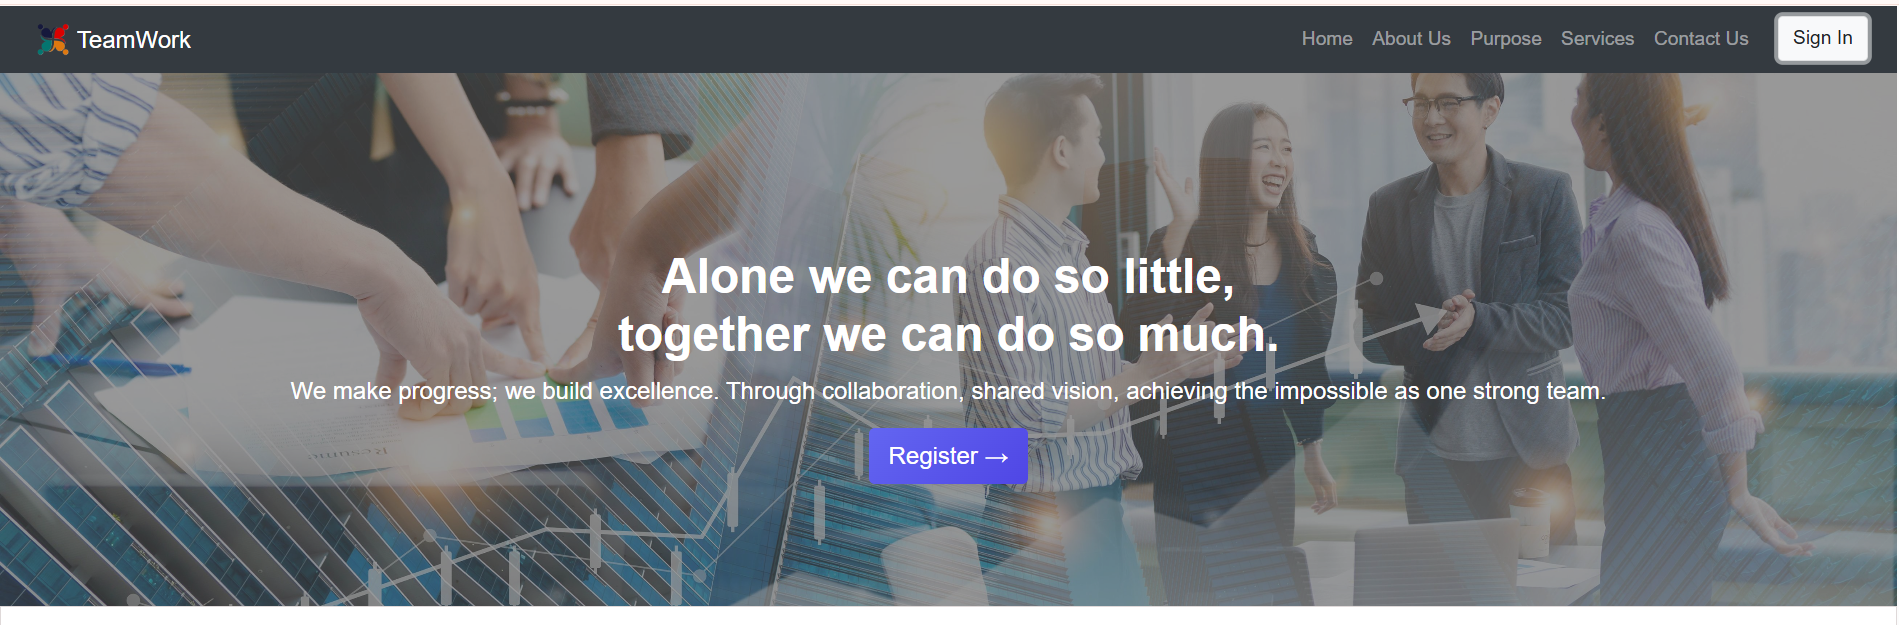 TeamWork
Home About Us Purpose Services Contact Us Sign In
Alone we can do so little,
together we can do so much.
We make progress; we build excellence. Through collaboration, shared vision, achieving the impossible as one strong team.
Register →
Resume